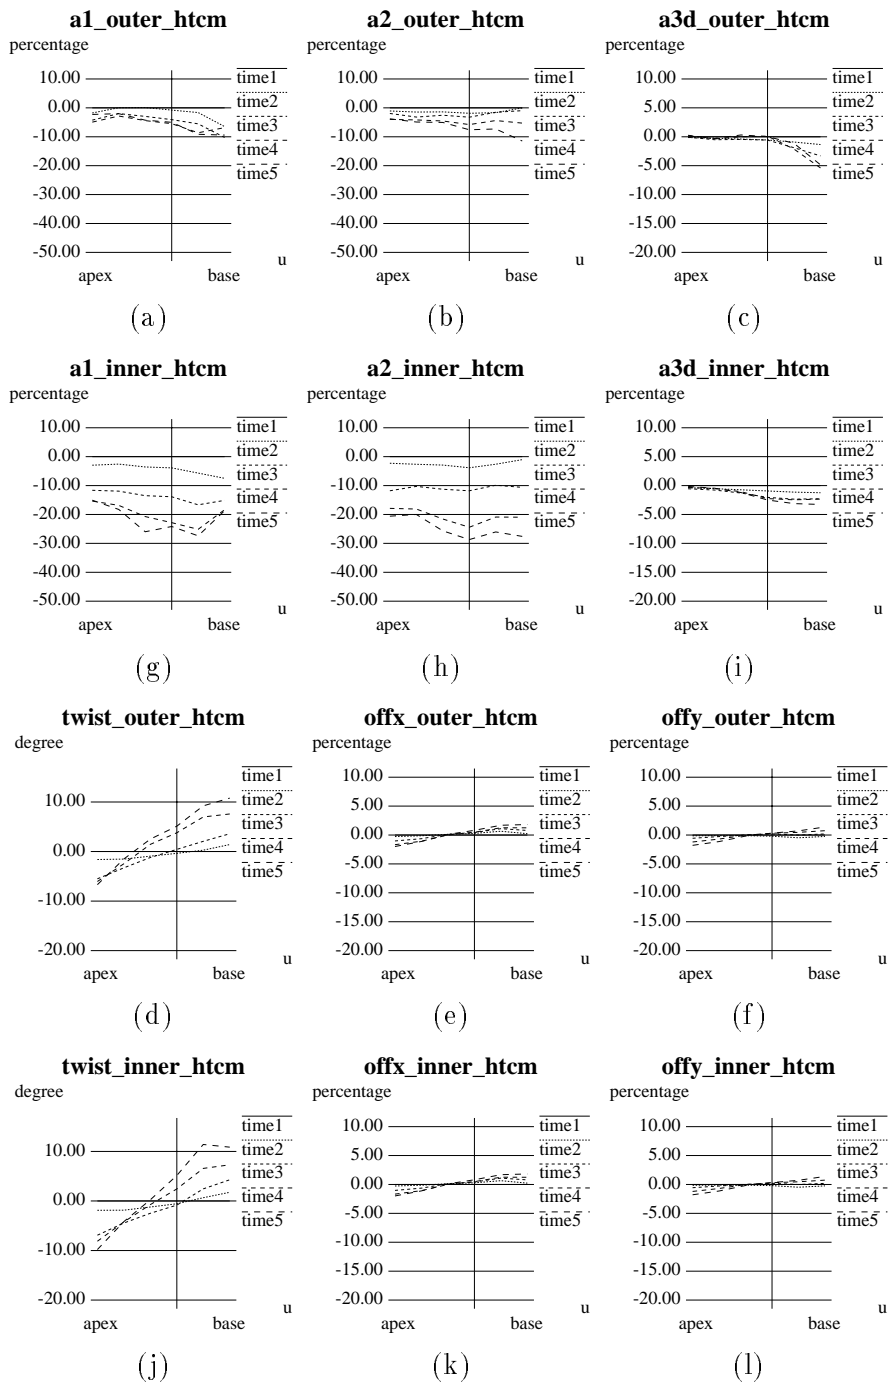 a1_outer_htcm
percentage
10.00
0.00
-10.00
-20.00
-30.00
-40.00
-50.00
time1
time2
time3
time4
time5
u
apex
base
(a)
a2_outer_htcm
percentage
10.00
0.00
-10.00
-20.00
-30.00
-40.00
-50.00
time1
time2
time3
time4
time5
u
apex
base
(b)
a3d_outer_htcm
percentage
10.00
5.00
0.00
-5.00
-10.00
-15.00
-20.00
time1
time2
time3
time4
time5
u
apex
base
(c)
a1_inner_htcm
percentage
10.00
0.00
-10.00
-20.00
-30.00
-40.00
-50.00
time1
time2
time3
time4
time5
u
apex
base
(g)
a2_inner_htcm
percentage
10.00
0.00
-10.00
-20.00
-30.00
-40.00
-50.00
time1
time2
time3
time4
time5
u
apex
base
(h)
a3d_inner_htcm
percentage
10.00
5.00
0.00
-5.00
-10.00
-15.00
-20.00
time1
time2
time3
time4
time5
u
apex
base
(i)
twist_outer_htcm
degree
10.00
0.00
-10.00
-20.00
time1
time2
time3
time4
time5
u
apex
base
(d)
offx_outer_htcm
percentage
10.00
5.00
0.00
-5.00
-10.00
-15.00
-20.00
time1
time2
time3
time4
time5
u
apex
base
(e)
offy_outer_htcm
percentage
10.00
5.00
0.00
-5.00
-10.00
-15.00
-20.00
time1
time2
time3
time4
time5
u
apex
base
(f)
twist_inner_htcm
degree
10.00
0.00
-10.00
-20.00
time1
time2
time3
time4
time5
u
apex
base
(j)
offx_inner_htcm
percentage
10.00
5.00
0.00
-5.00
-10.00
-15.00
-20.00
time1
time2
time3
time4
time5
u
apex
base
(k)
offy_inner_htcm
percentage
10.00
5.00
0.00
-5.00
-10.00
-15.00
-20.00
time1
time2
time3
time4
time5
u
apex
base
(l)